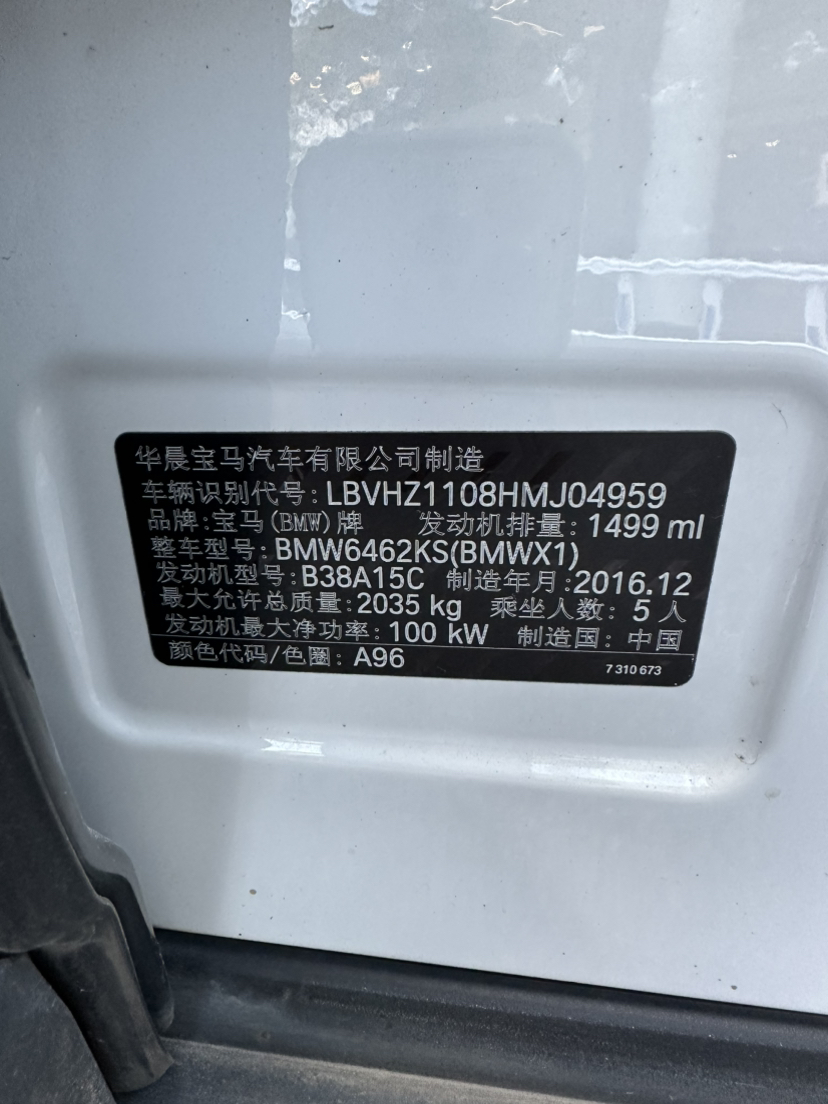 华晨宝马汽车有限公司制造
车辆识别代号: LBVHZ1108HMJ04959
品牌: 宝马(BMW)牌 发动机排量: 1499 ml
整车型号: BMW6462KS(BMWX1)
发动机型号: B38A15C 制造年月: 2016.12
最大允许总质量: 2035 kg 乘坐人数: 5 人
发动机最大净功率: 100 kW 制造国: 中国
颜色代码/色圈: A96 7 310 673